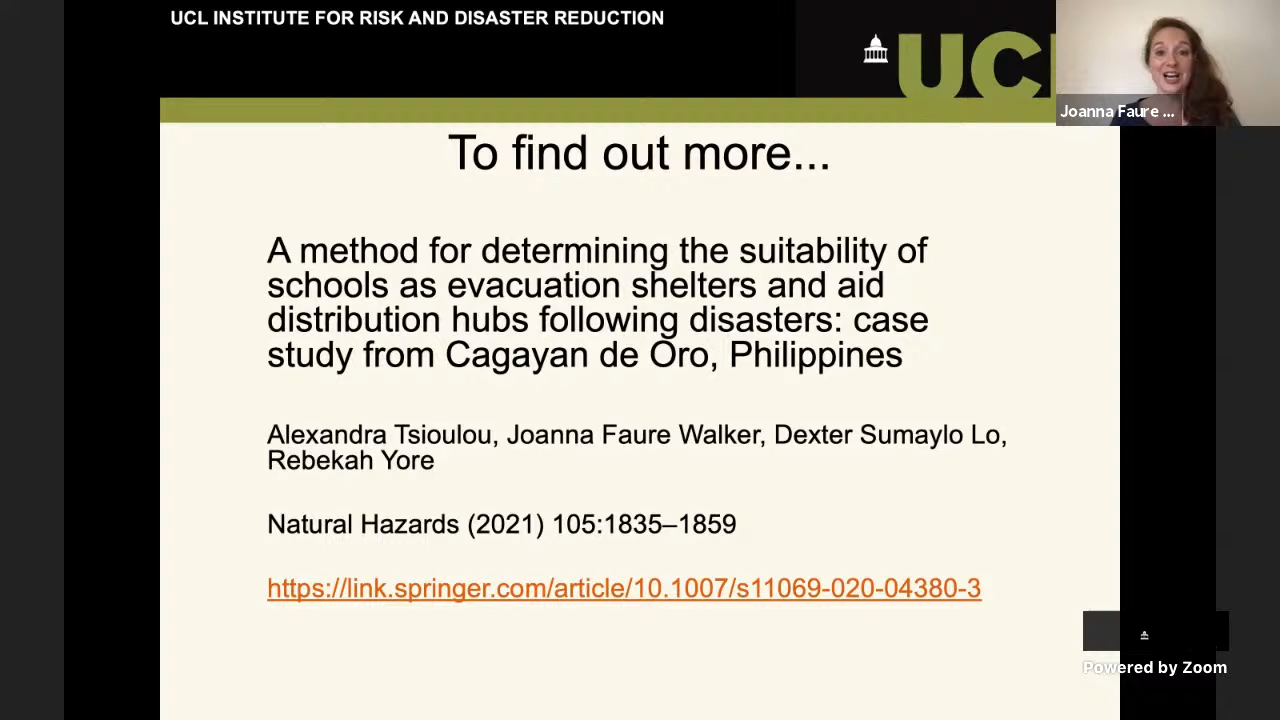 UCL INSTITUTE FOR RISK AND DISASTER REDUCTION
UCL
Joanna Faure ...
To find out more...
A method for determining the suitability of
schools as evacuation shelters and aid
distribution hubs following disasters: case
study from Cagayan de Oro, Philippines
Alexandra Tsioulou, Joanna Faure Walker, Dexter Sumaylo Lo,
Rebekah Yore
Natural Hazards (2021) 105:1835–1859
https://link.springer.com/article/10.1007/s11069-020-04380-3
Powered by Zoom